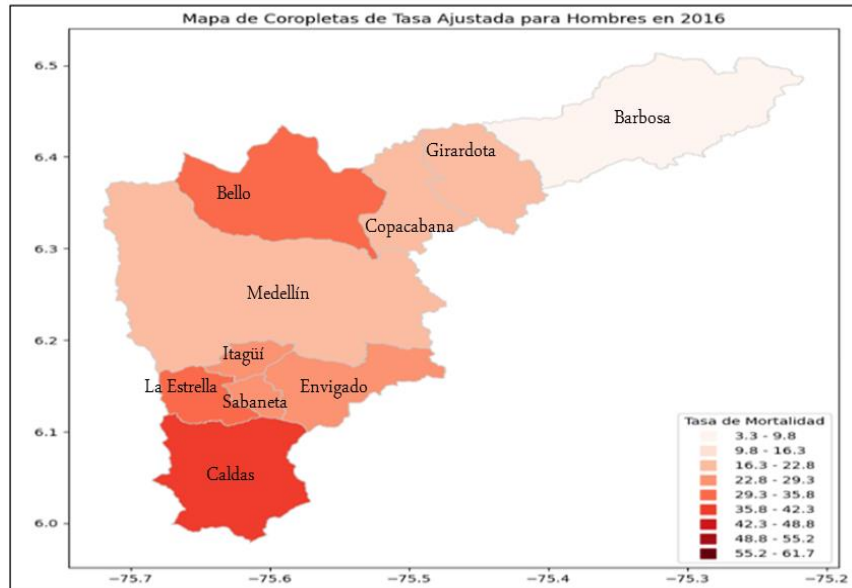 Mapa de Coropletas de Tasa Ajustada para Hombres en 2016
6.5
6.4
6.3
6.2
6.1
6.0
Barbosa
Girardota
Bello
Copacabana
Medellín
Itagüí
La Estrella
Envigado
Sabaneta
Caldas
Tasa de Mortalidad
3.3 - 9.8
9.8 - 16.3
16.3 - 22.8
22.8 - 29.3
29.3 - 35.8
35.8 - 42.3
42.3 - 48.8
48.8 - 55.2
55.2 - 61.7
−75.7 −75.6 −75.5 −75.4 −75.3 −75.2